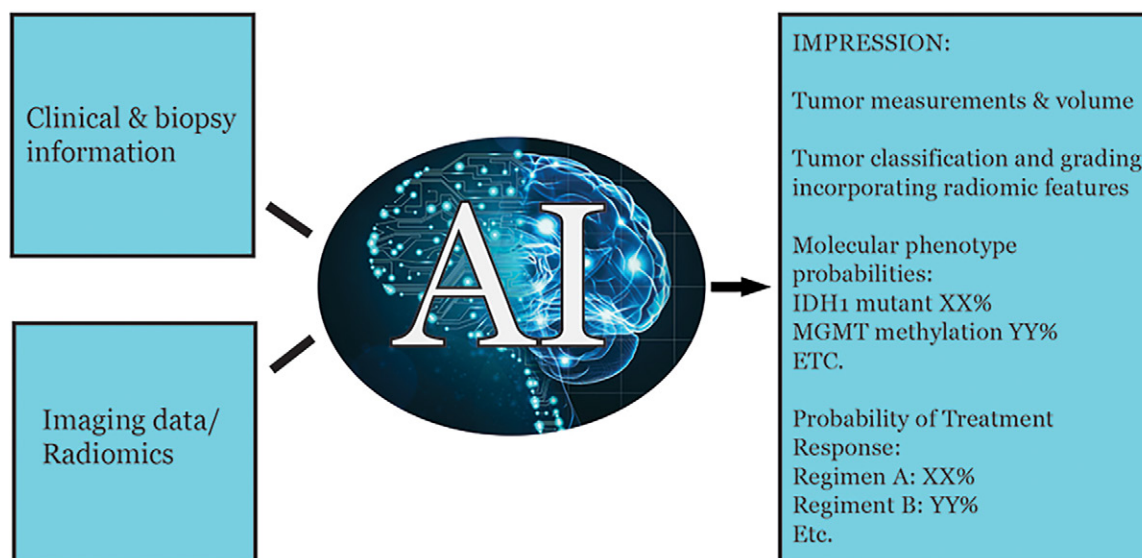 Clinical & biopsy
information
Imaging data/
Radiomics
AI
IMPRESSION:
Tumor measurements & volume
Tumor classification and grading
incorporating radiomic features
Molecular phenotype
probabilities:
IDH1 mutant XX%
MGMT methylation YY%
ETC.
Probability of Treatment
Response:
Regimen A: XX%
Regiment B: YY%
Etc.